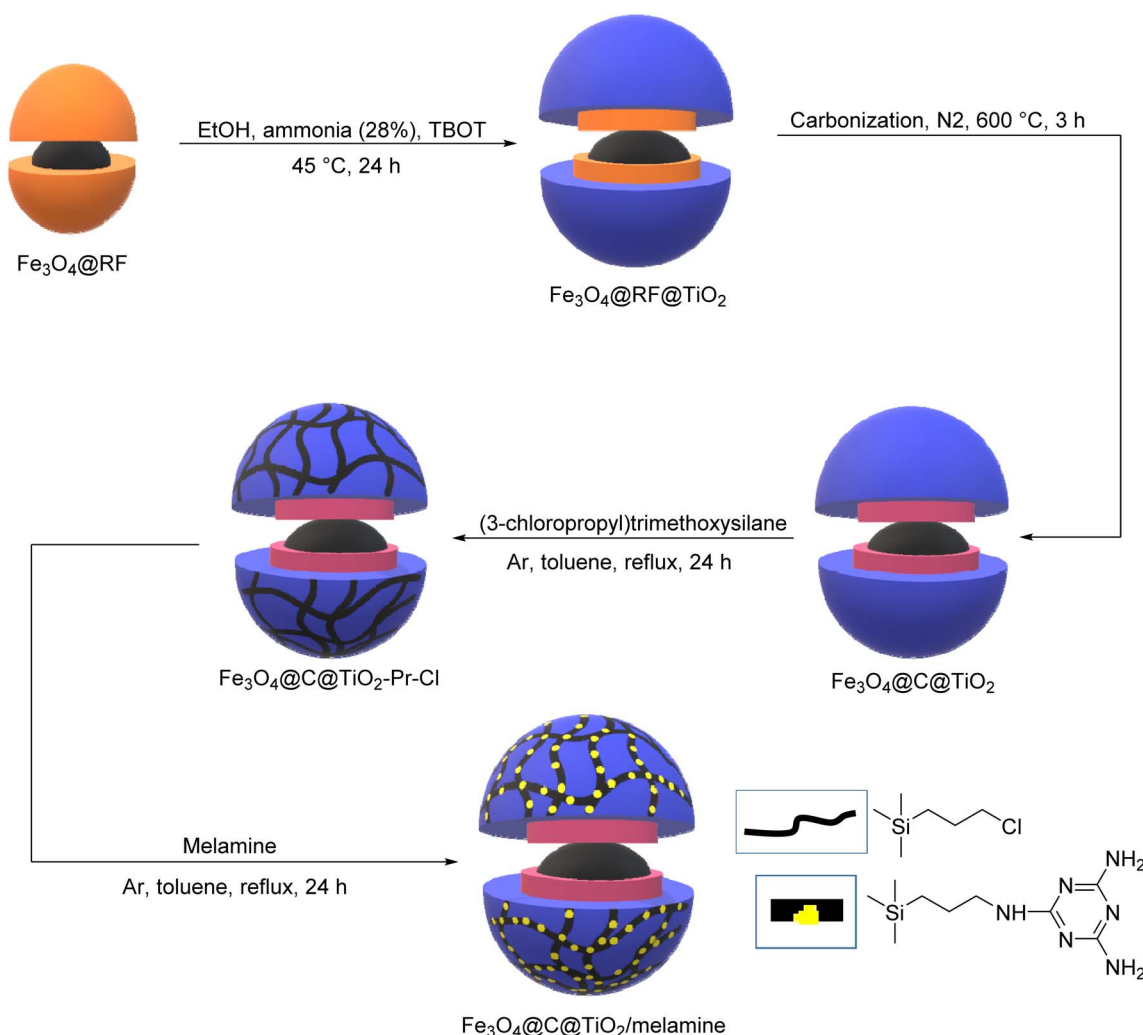 EtOH, ammonia (28%), TBOT
45 °C, 24 h
Carbonization, N2, 600 °C, 3 h
Fe₃O₄@RF
Fe₃O₄@RF@TiO₂
(3-chloropropyl)trimethoxysilane
Ar, toluene, reflux, 24 h
Fe₃O₄@C@TiO₂-Pr-Cl
Fe₃O₄@C@TiO₂
Melamine
Ar, toluene, reflux, 24 h
Si
Cl
NH₂
N
N
Si
NH
N
NH₂
Fe₃O₄@C@TiO₂/melamine